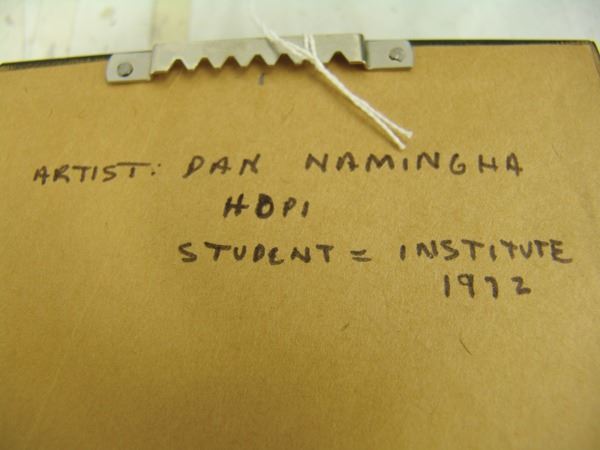 ARTIST: DAN NAMINGHA
HOPI
STUDENT = INSTITUTE
1972